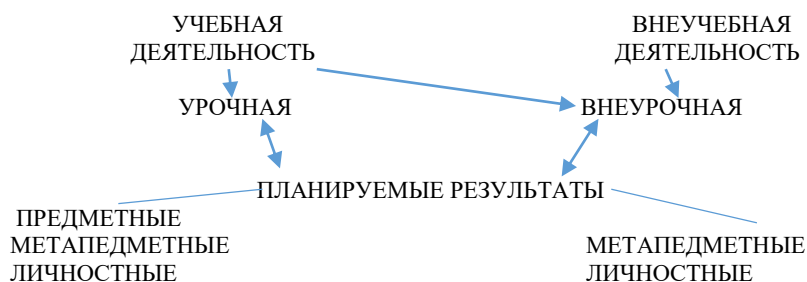 УЧЕБНАЯ
ДЕЯТЕЛЬНОСТЬ
ВНЕУЧЕБНАЯ
ДЕЯТЕЛЬНОСТЬ
УРОЧНАЯ
ВНЕУРОЧНАЯ
ПЛАНИРУЕМЫЕ РЕЗУЛЬТАТЫ
ПРЕДМЕТНЫЕ
МЕТАПЕДМЕТНЫЕ
ЛИЧНОСТНЫЕ
МЕТАПЕДМЕТНЫЕ
ЛИЧНОСТНЫЕ